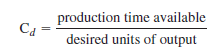 C_d = production time available / desired units of output